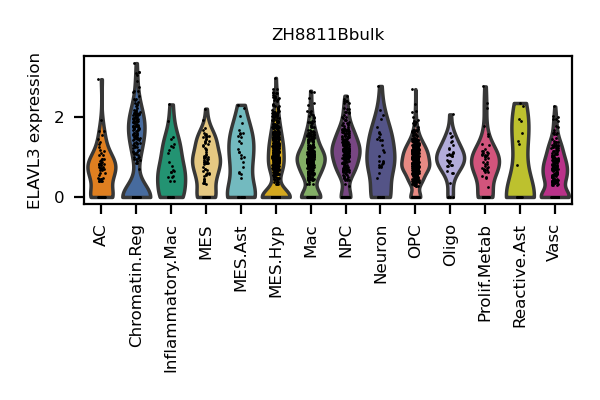 ZH8811Bbulk
ELAVL3 expression
2
0
AC
Chromatin.Reg
Inflammatory.Mac
MES
MES.Ast
MES.Hyp
Mac
NPC
Neuron
OPC
Oligo
Prolif.Metab
Reactive.Ast
Vasc